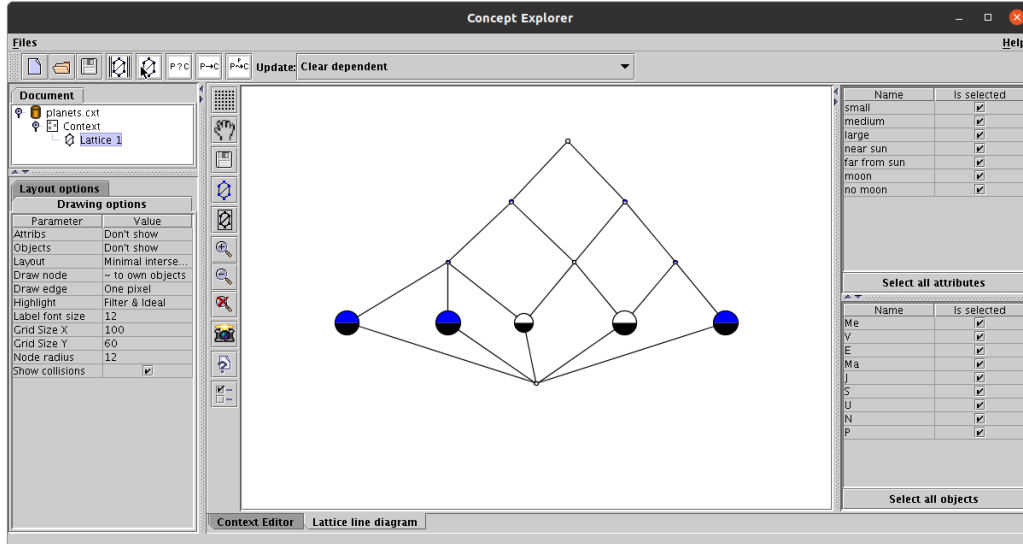 Concept Explorer
Files
Help
P?C
P→C
Update: Clear dependent
Document
planets.cxt
Context
Lattice 1
Layout options
Drawing options
Parameter Value
Attribs Don't show
Objects Don't show
Layout Minimal interse...
Draw node ~ to own objects
Draw edge One pixel
Highlight Filter & Ideal
Label font size 12
Grid Size X 100
Grid Size Y 60
Node radius 12
Show collisions
Context Editor
Lattice line diagram
Name Is selected
small
medium
large
near sun
far from sun
moon
no moon
Select all attributes
Name Is selected
Me
V
E
Ma
J
S
U
N
P
Select all objects